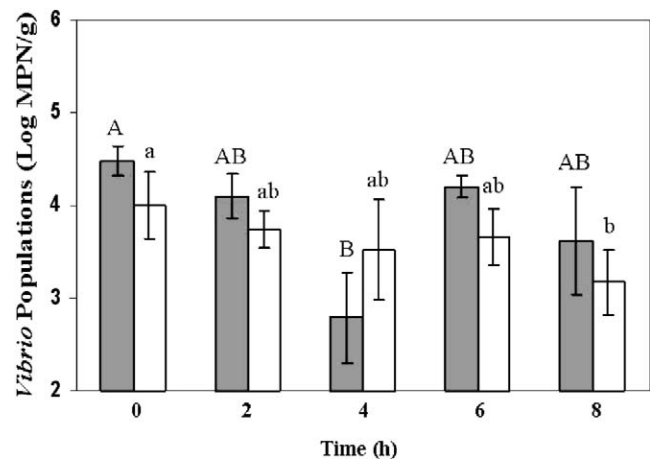 Vibrio Populations (Log MPN/g)
6
5
4
3
2
A
a
AB
ab
B
ab
AB
ab
AB
b
0 2 4 6 8
Time (h)